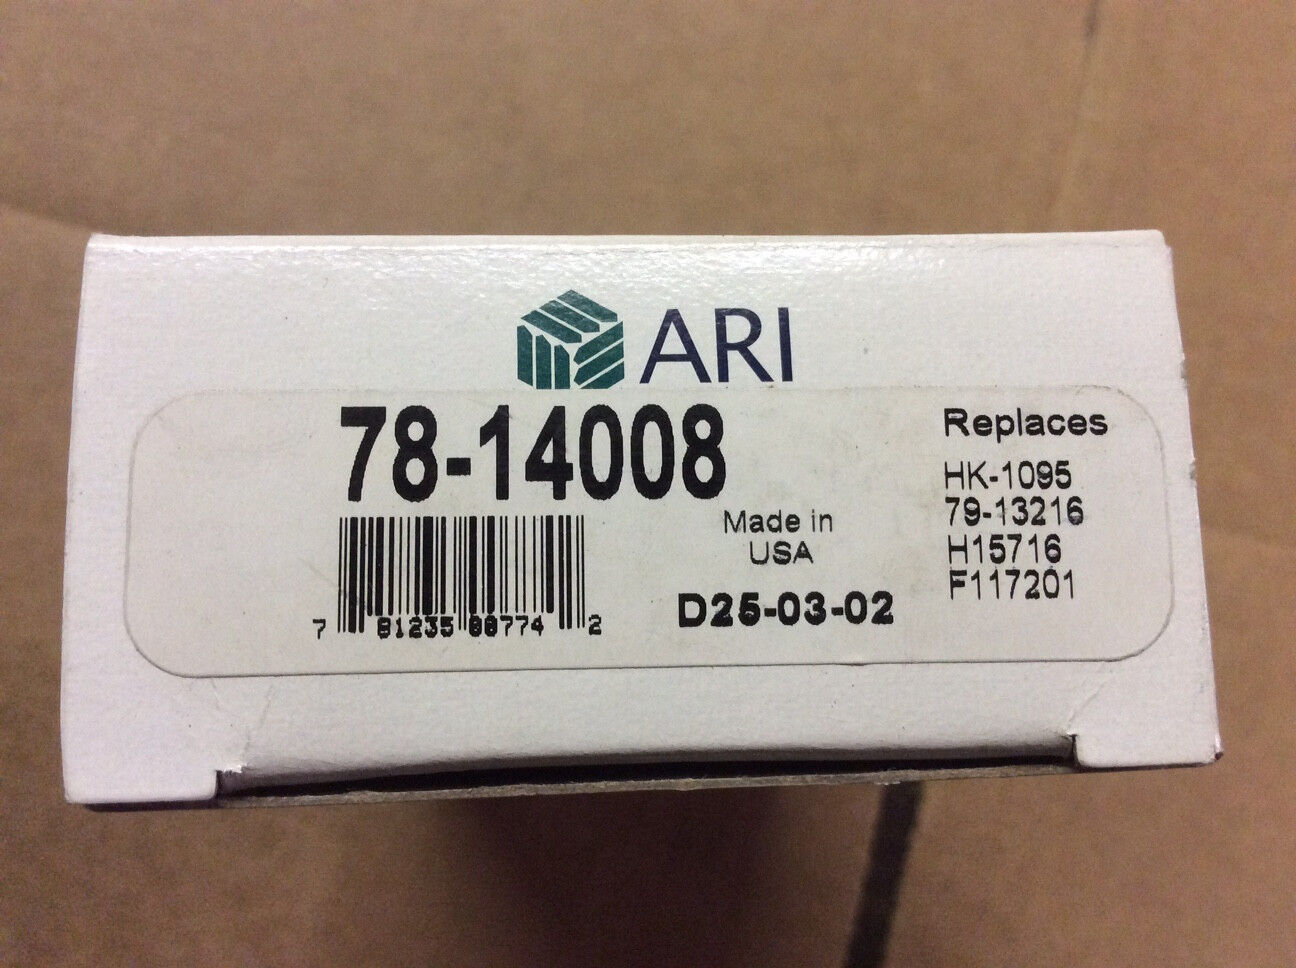 ARI
78-14008
Replaces
HK-1095
79-13216
H15716
F117201
Made in
USA
D25-03-02
7 81235 88774 2